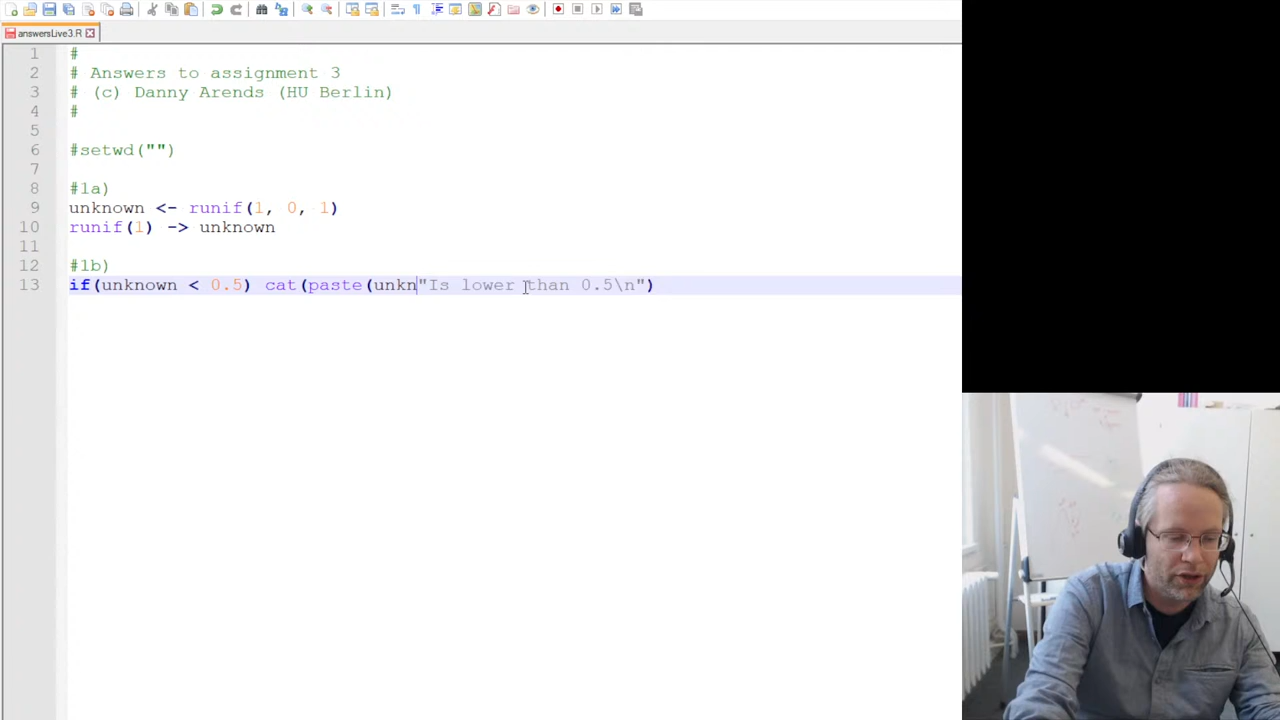 answersLive3.R
1 #
2 # Answers to assignment 3
3 # (c) Danny Arends (HU Berlin)
4 #
5
6 #setwd("")
7
8 #1a)
9 unknown <- runif(1, 0, 1)
10 runif(1) -> unknown
11
12 #1b)
13 if(unknown < 0.5) cat(paste(unkn"Is lower than 0.5\n")